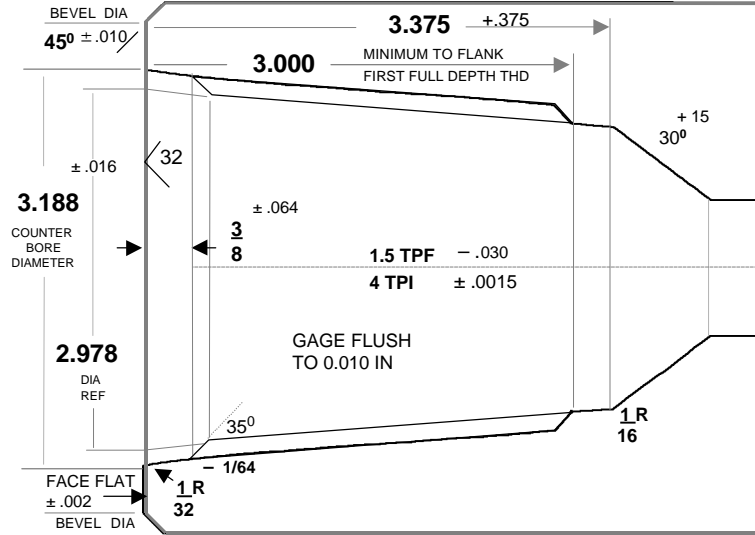 BEVEL DIA
45⁰ ± .010
3.375 +.375
3.000
MINIMUM TO FLANK
FIRST FULL DEPTH THD
+ 15
30⁰
32
± .016
3.188
COUNTER
BORE
DIAMETER
± .064
3
8
1.5 TPF − .030
4 TPI ± .0015
GAGE FLUSH
TO 0.010 IN
2.978
DIA
REF
35⁰
− 1/64
1 R
16
FACE FLAT
± .002
1 R
32
BEVEL DIA